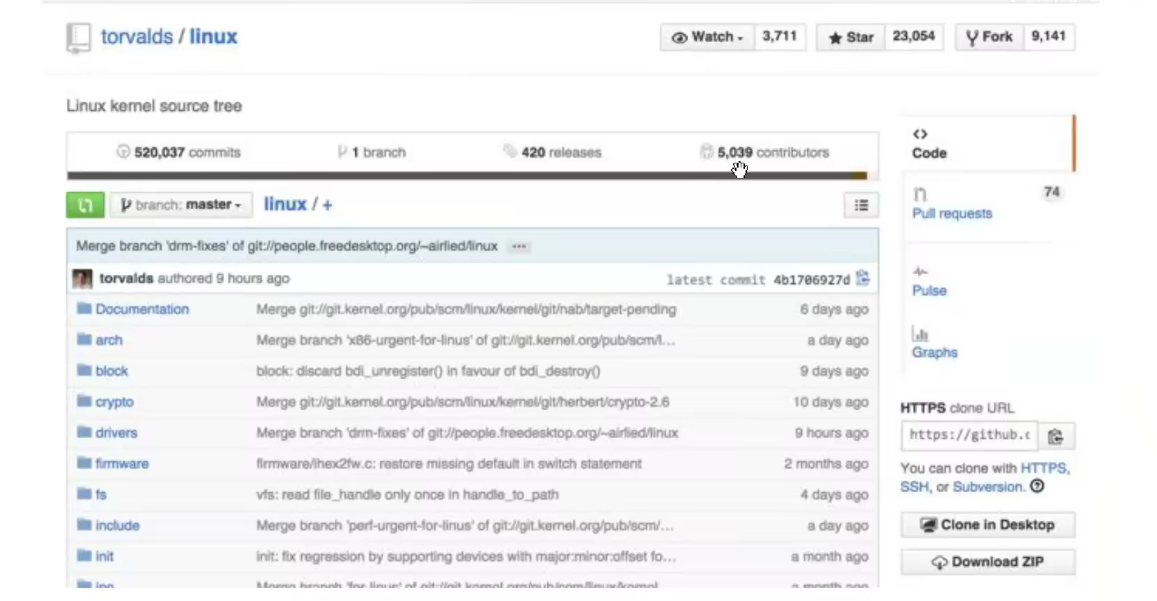 torvalds / linux
Watch 3,711 Star 23,054 Fork 9,141
Linux kernel source tree
520,037 commits 1 branch 420 releases 5,039 contributors
branch: master linux / +
Merge branch 'drm-fixes' of git://people.freedesktop.org/~airlied/linux ...
torvalds authored 9 hours ago latest commit 4b1706927d
Documentation Merge git://git.kernel.org/pub/scm/linux/kernel/git/nab/target-pending 6 days ago
arch Merge branch 'x86-urgent-for-linus' of git://git.kernel.org/pub/scm/l... a day ago
block block: discard bdi_unregister() in favour of bdi_destroy() 9 days ago
crypto Merge git://git.kernel.org/pub/scm/linux/kernel/git/herbert/crypto-2.6 10 days ago
drivers Merge branch 'drm-fixes' of git://people.freedesktop.org/~airlied/linux 9 hours ago
firmware firmware/ihex2fw.c: restore missing default in switch statement 2 months ago
fs vfs: read file_handle only once in handle_to_path 4 days ago
include Merge branch 'perf-urgent-for-linus' of git://git.kernel.org/pub/scm/... a day ago
init init: fix regression by supporting devices with major:minor:offset fo... a month ago
Code
Pull requests 74
Pulse
Graphs
HTTPS clone URL
https://github.c
You can clone with HTTPS,
SSH, or Subversion.
Clone in Desktop
Download ZIP